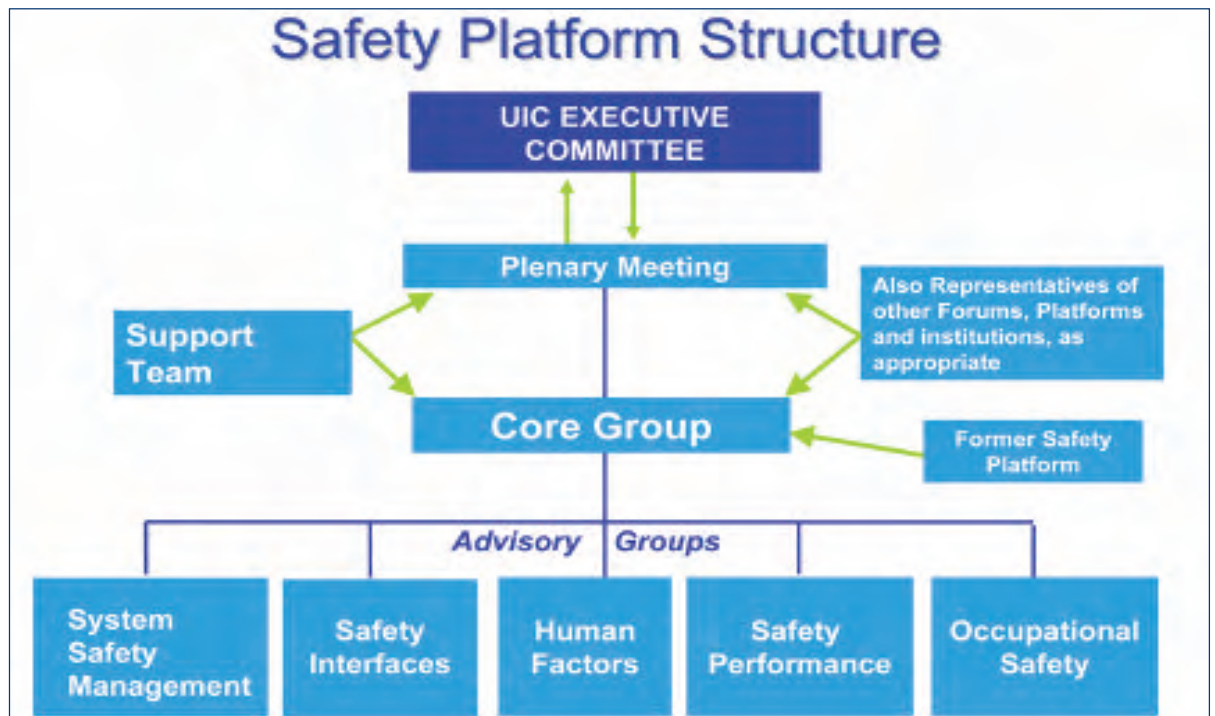 Safety Platform Structure
UIC EXECUTIVE
COMMITTEE
Plenary Meeting
Also Representatives of
other Forums, Platforms
and institutions, as
appropriate
Support
Team
Core Group
Former Safety
Platform
Advisory Groups
System
Safety
Management
Safety
Interfaces
Human
Factors
Safety
Performance
Occupational
Safety